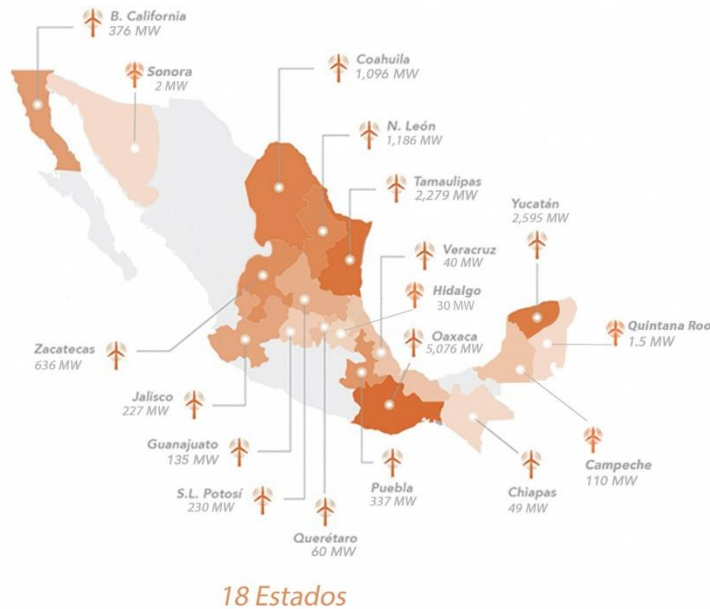 B. California
376 MW
Sonora
2 MW
Coahuila
1,096 MW
N. León
1,186 MW
Tamaulipas
2,279 MW
Yucatán
2,595 MW
Veracruz
40 MW
Hidalgo
30 MW
Oaxaca
5,076 MW
Quintana Roo
1.5 MW
Zacatecas
636 MW
Jalisco
227 MW
Guanajuato
135 MW
S.L. Potosí
230 MW
Querétaro
60 MW
Puebla
337 MW
Chiapas
49 MW
Campeche
110 MW
18 Estados